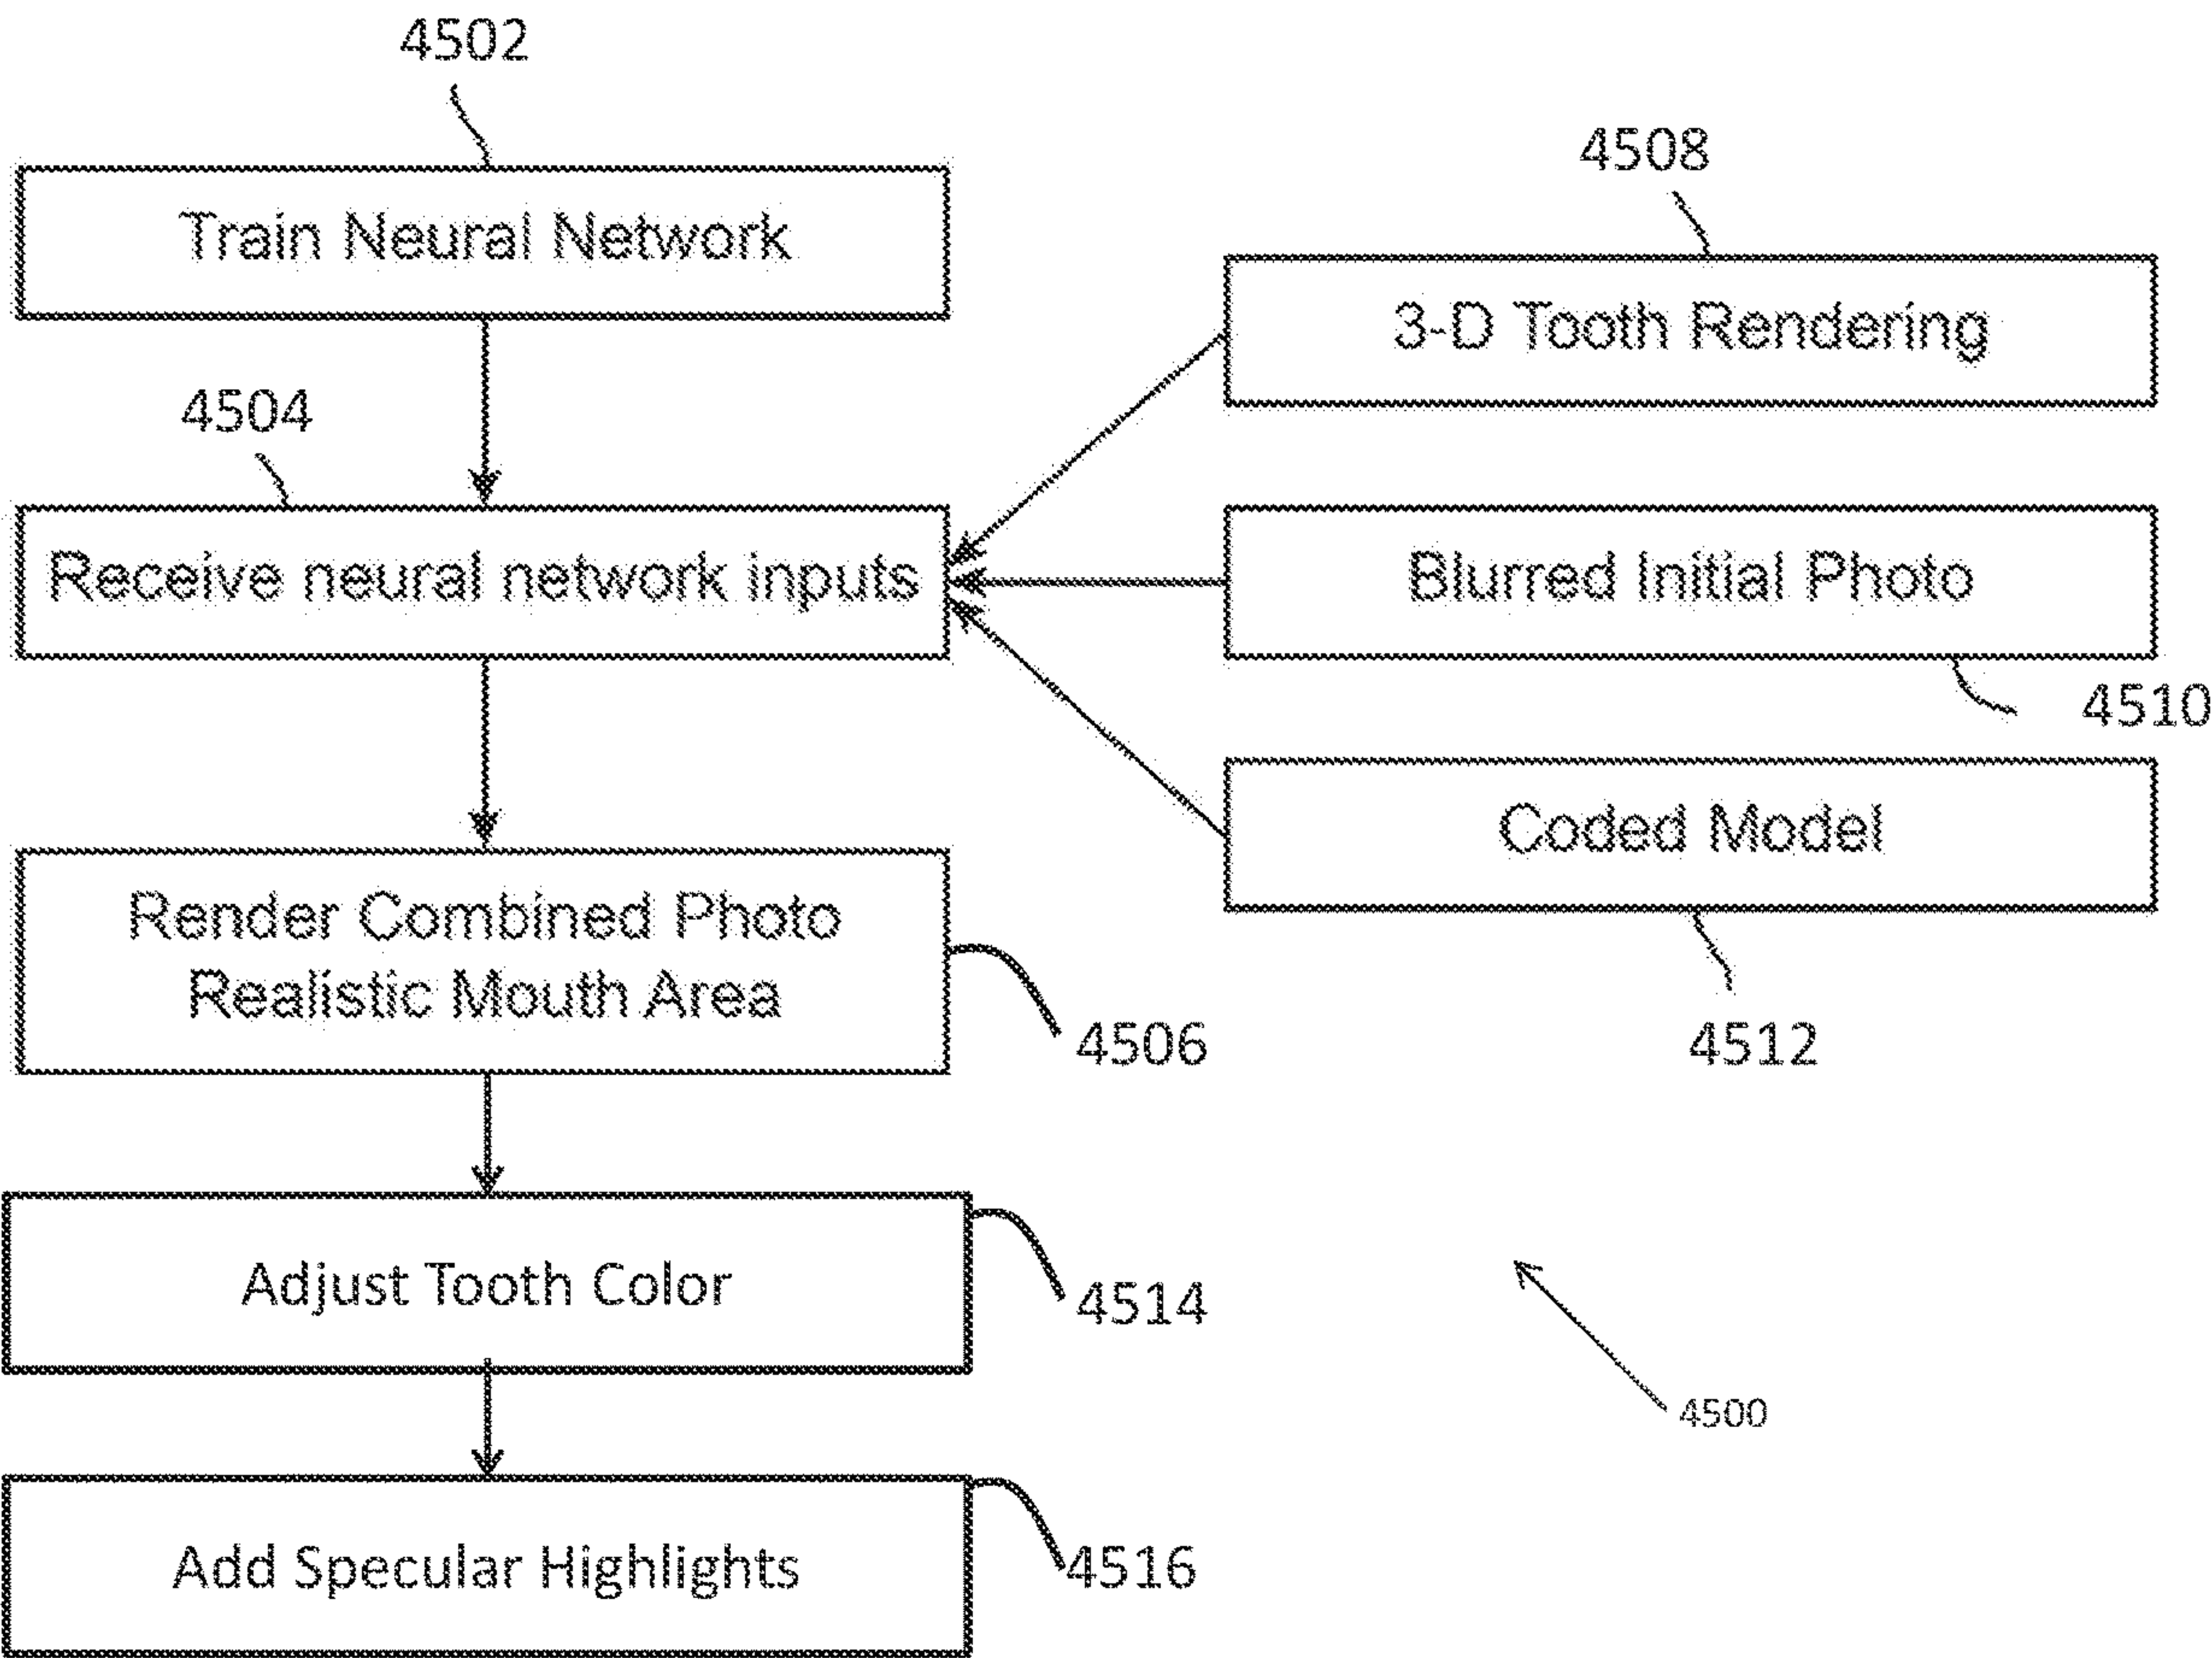 4502
Train Neural Network
4508
3-D Tooth Rendering
4504
Receive neural network inputs
Blurred Initial Photo
4510
Coded Model
4512
Render Combined Photo
Realistic Mouth Area
4506
Adjust Tooth Color
4514
4500
Add Specular Highlights
4516